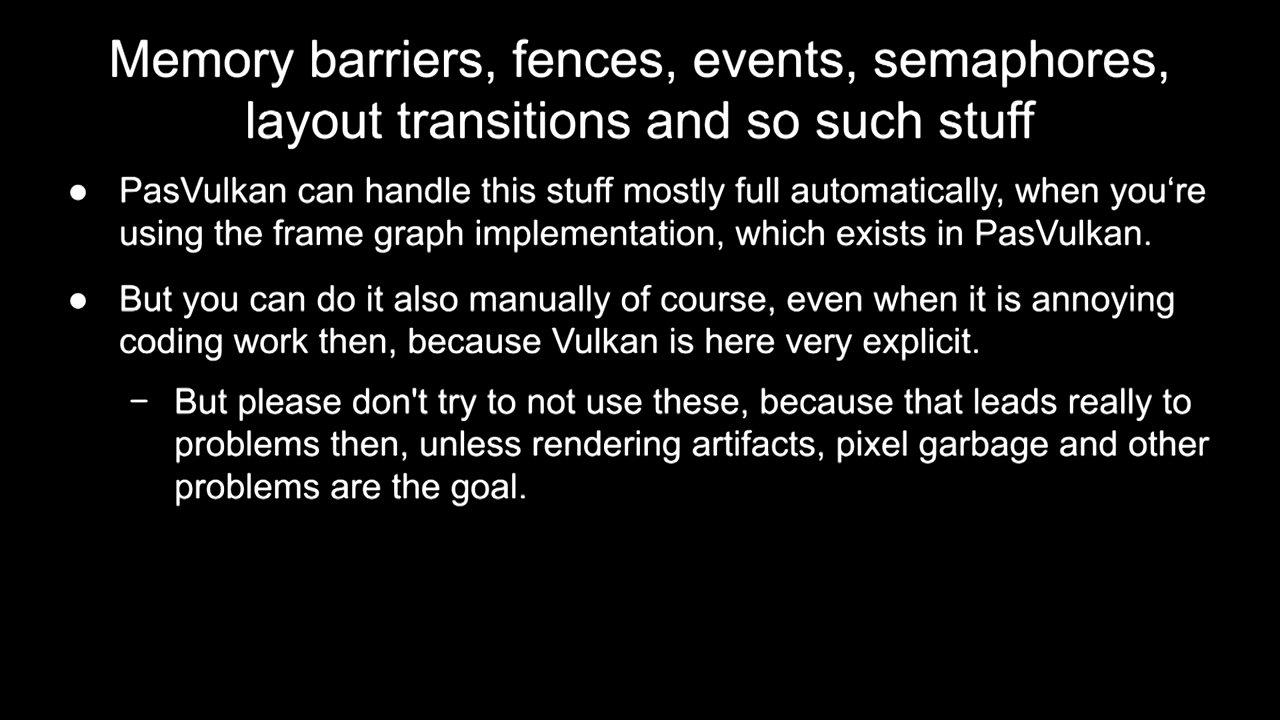 Memory barriers, fences, events, semaphores,
layout transitions and so such stuff
● PasVulkan can handle this stuff mostly full automatically, when you‘re
using the frame graph implementation, which exists in PasVulkan.
● But you can do it also manually of course, even when it is annoying
coding work then, because Vulkan is here very explicit.
– But please don't try to not use these, because that leads really to
problems then, unless rendering artifacts, pixel garbage and other
problems are the goal.